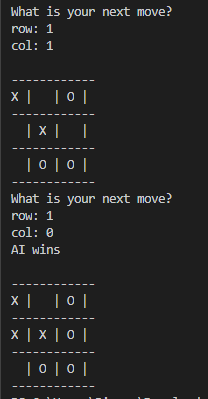 What is your next move?
row: 1
col: 1
------------
X |   | O |
------------
  | X |   |
------------
  | O | O |
------------
What is your next move?
row: 1
col: 0
AI wins
------------
X |   | O |
------------
X | X | O |
------------
  | O | O |
------------